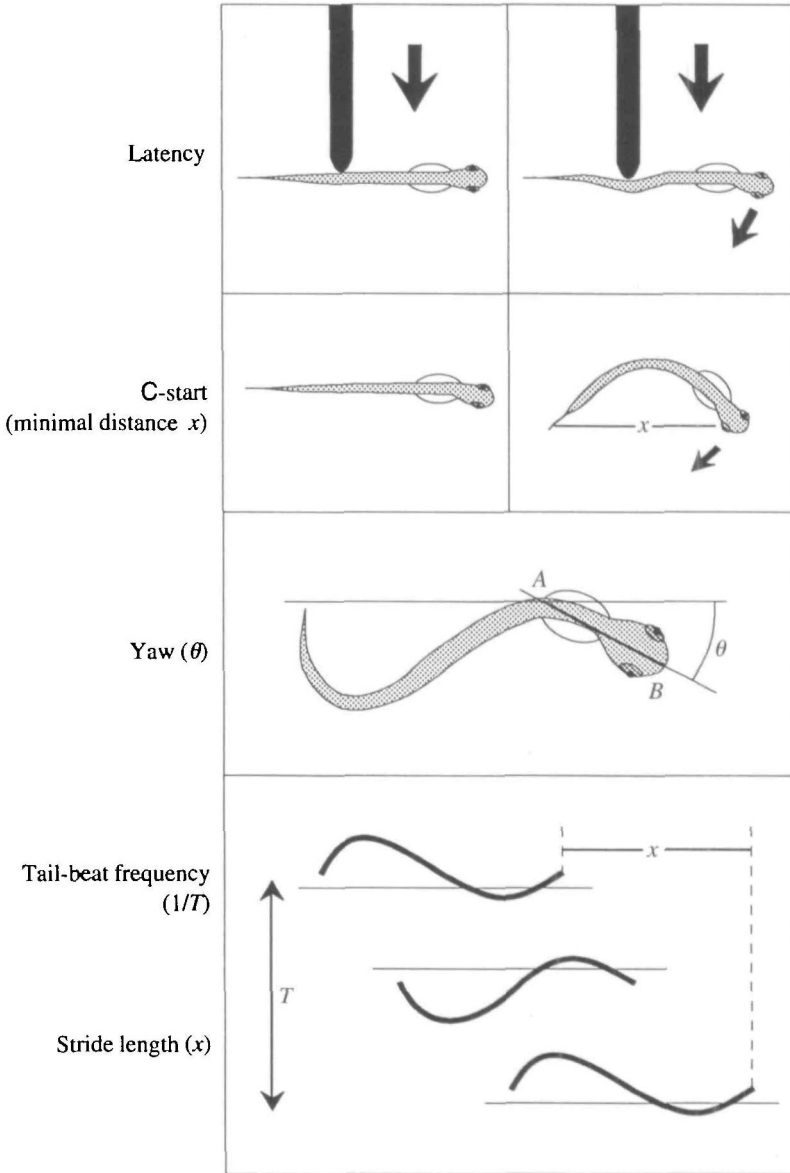 Latency
C-start
(minimal distance x)
x
A
Yaw (θ)
θ
B
x
Tail-beat frequency
(1/T)
T
Stride length (x)